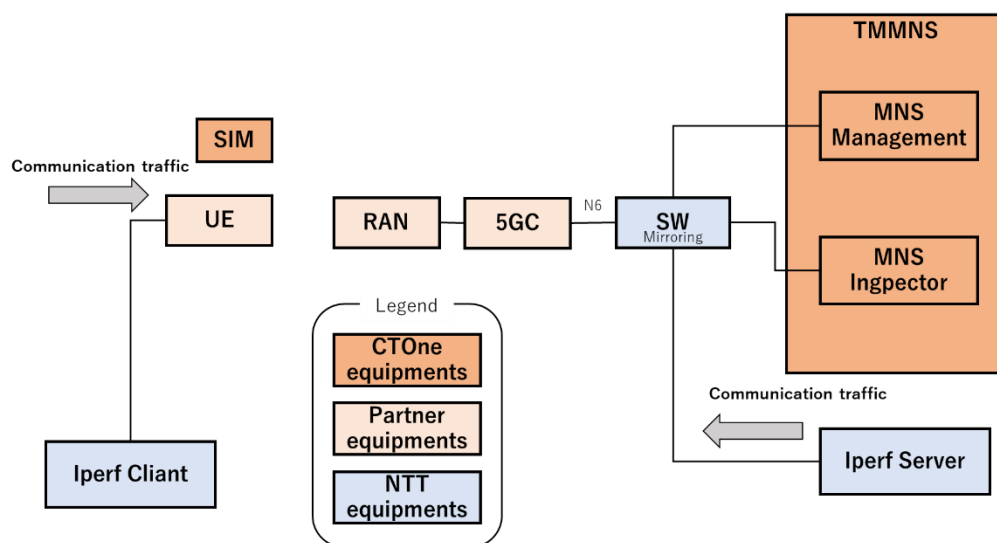 TMMNS
MNS
Management
SIM
Communication traffic
UE
RAN
5GC
N6
SW
Mirroring
MNS
Ingpector
Legend
CTOne
equipments
Partner
equipments
NTT
equipments
Communication traffic
Iperf Cliant
Iperf Server